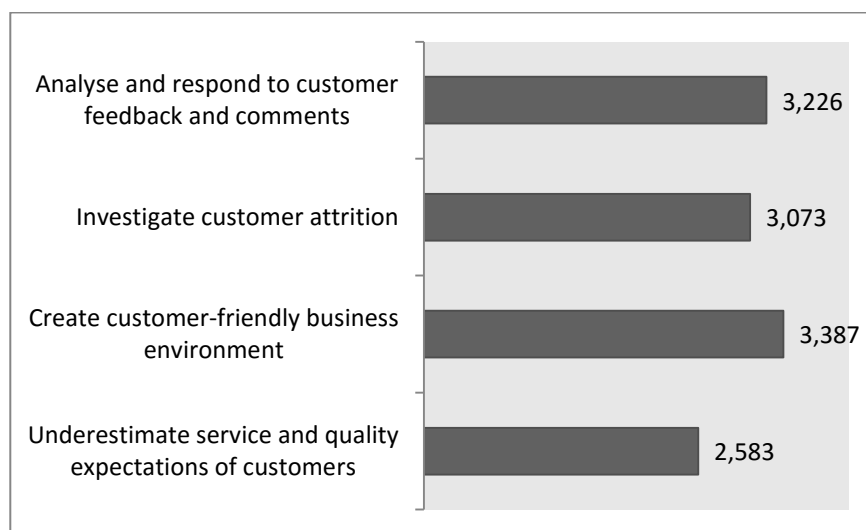 Analyse and respond to customer
feedback and comments
3,226
Investigate customer attrition
3,073
Create customer-friendly business
environment
3,387
Underestimate service and quality
expectations of customers
2,583